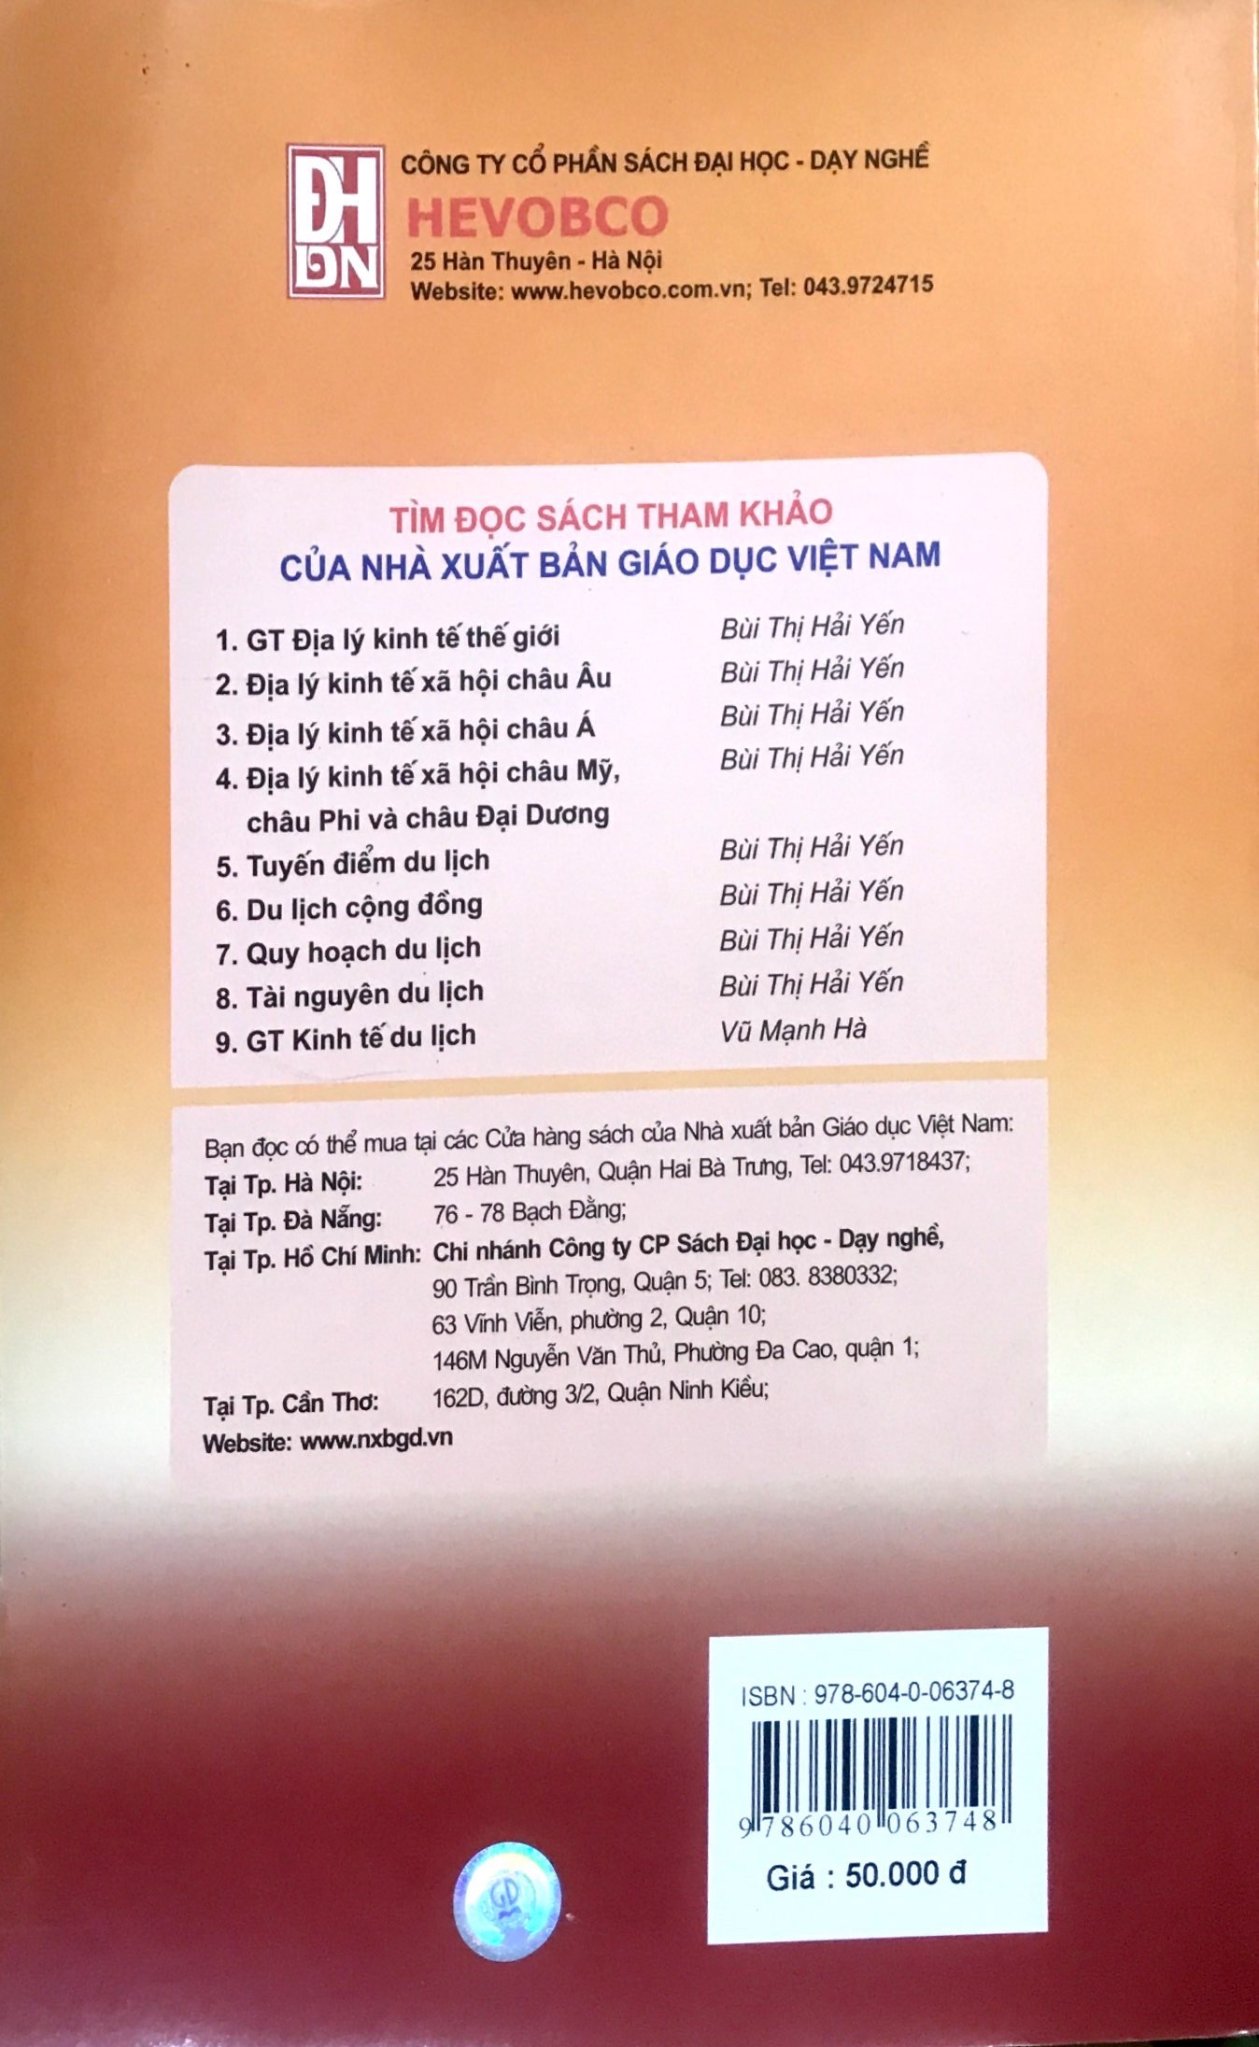 ĐH
DN
CÔNG TY CỔ PHẦN SÁCH ĐẠI HỌC - DẠY NGHỀ
HEVOBCO
25 Hàn Thuyên - Hà Nội
Website: www.hevobco.com.vn; Tel: 043.9724715
TÌM ĐỌC SÁCH THAM KHẢO
CỦA NHÀ XUẤT BẢN GIÁO DỤC VIỆT NAM
1. GT Địa lý kinh tế thế giới Bùi Thị Hải Yến
2. Địa lý kinh tế xã hội châu Âu Bùi Thị Hải Yến
3. Địa lý kinh tế xã hội châu Á Bùi Thị Hải Yến
4. Địa lý kinh tế xã hội châu Mỹ, Bùi Thị Hải Yến
châu Phi và châu Đại Dương
5. Tuyến điểm du lịch Bùi Thị Hải Yến
6. Du lịch cộng đồng Bùi Thị Hải Yến
7. Quy hoạch du lịch Bùi Thị Hải Yến
8. Tài nguyên du lịch Bùi Thị Hải Yến
9. GT Kinh tế du lịch Vũ Mạnh Hà
Bạn đọc có thể mua tại các Cửa hàng sách của Nhà xuất bản Giáo dục Việt Nam:
Tại Tp. Hà Nội: 25 Hàn Thuyên, Quận Hai Bà Trưng, Tel: 043.9718437;
Tại Tp. Đà Nẵng: 76 - 78 Bạch Đằng;
Tại Tp. Hồ Chí Minh: Chi nhánh Công ty CP Sách Đại học - Dạy nghề,
90 Trần Bình Trọng, Quận 5; Tel: 083. 8380332;
63 Vĩnh Viễn, phường 2, Quận 10;
146M Nguyễn Văn Thủ, Phường Đa Cao, quận 1;
Tại Tp. Cần Thơ: 162D, đường 3/2, Quận Ninh Kiều;
Website: www.nxbgd.vn
ISBN : 978-604-0-06374-8
9 786040 063748
Giá : 50.000 đ
GD